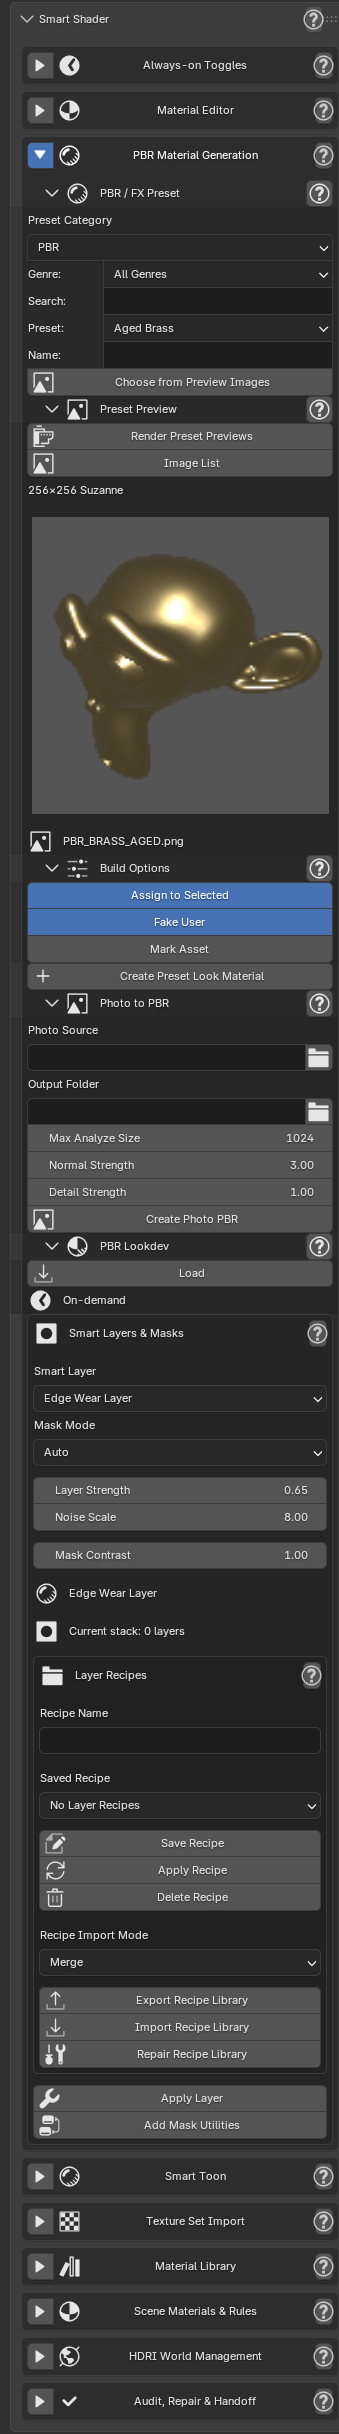 Smart Shader
Always-on Toggles
Material Editor
PBR Material Generation
PBR / FX Preset
Preset Category
PBR
Genre: All Genres
Search:
Preset: Aged Brass
Name:
Choose from Preview Images
Preset Preview
Render Preset Previews
Image List
256×256 Suzanne
PBR_BRASS_AGED.png
Build Options
Assign to Selected
Fake User
Mark Asset
Create Preset Look Material
Photo to PBR
Photo Source
Output Folder
Max Analyze Size 1024
Normal Strength 3.00
Detail Strength 1.00
Create Photo PBR
PBR Lookdev
Load
On-demand
Smart Layers & Masks
Smart Layer
Edge Wear Layer
Mask Mode
Auto
Layer Strength 0.65
Noise Scale 8.00
Mask Contrast 1.00
Edge Wear Layer
Current stack: 0 layers
Layer Recipes
Recipe Name
Saved Recipe
No Layer Recipes
Save Recipe
Apply Recipe
Delete Recipe
Recipe Import Mode
Merge
Export Recipe Library
Import Recipe Library
Repair Recipe Library
Apply Layer
Add Mask Utilities
Smart Toon
Texture Set Import
Material Library
Scene Materials & Rules
HDRI World Management
Audit, Repair & Handoff